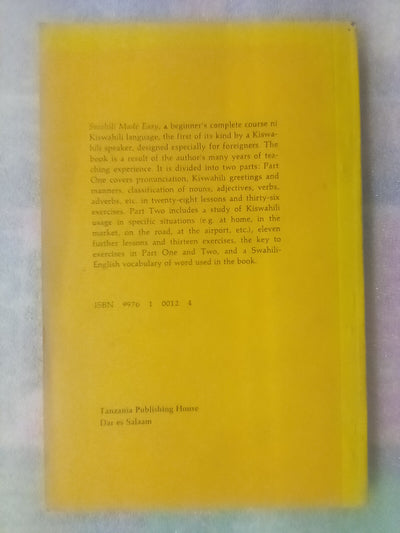 Swahili Made Easy, a beginner's complete course ni
Kiswahili language, the first of its kind by a Kiswa-
hili speaker, designed especially for foreigners. The
book is a result of the author's many years of tea-
ching experience. It is divided into two parts: Part
One covers pronunciation, Kiswahili greetings and
manners, classification of nouns, adjectives, verbs,
adverbs, etc. in twenty-eight lessons and thirty-six
exercises. Part Two includes a study of Kiswahili
usage in specific situations (e.g. at home, in the
market, on the road, at the airport, etc.), eleven
further lessons and thirteen exercises, the key to
exercises in Part One and Two, and a Swahili-
English vocabulary of word used in the book.
ISBN 9976 1 0012 4
Tanzania Publishing House
Dar es Salaam